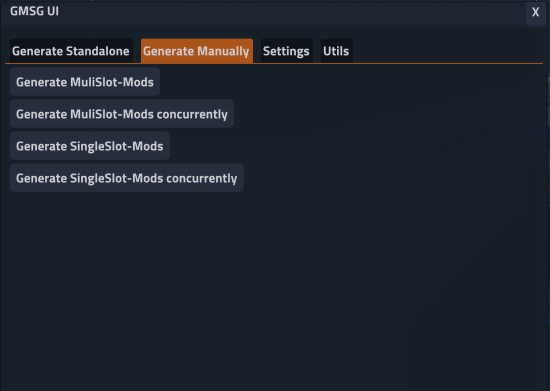 GMSG UI
X
Generate Standalone Generate Manually Settings Utils
Generate MuliSlot-Mods
Generate MuliSlot-Mods concurrently
Generate SingleSlot-Mods
Generate SingleSlot-Mods concurrently